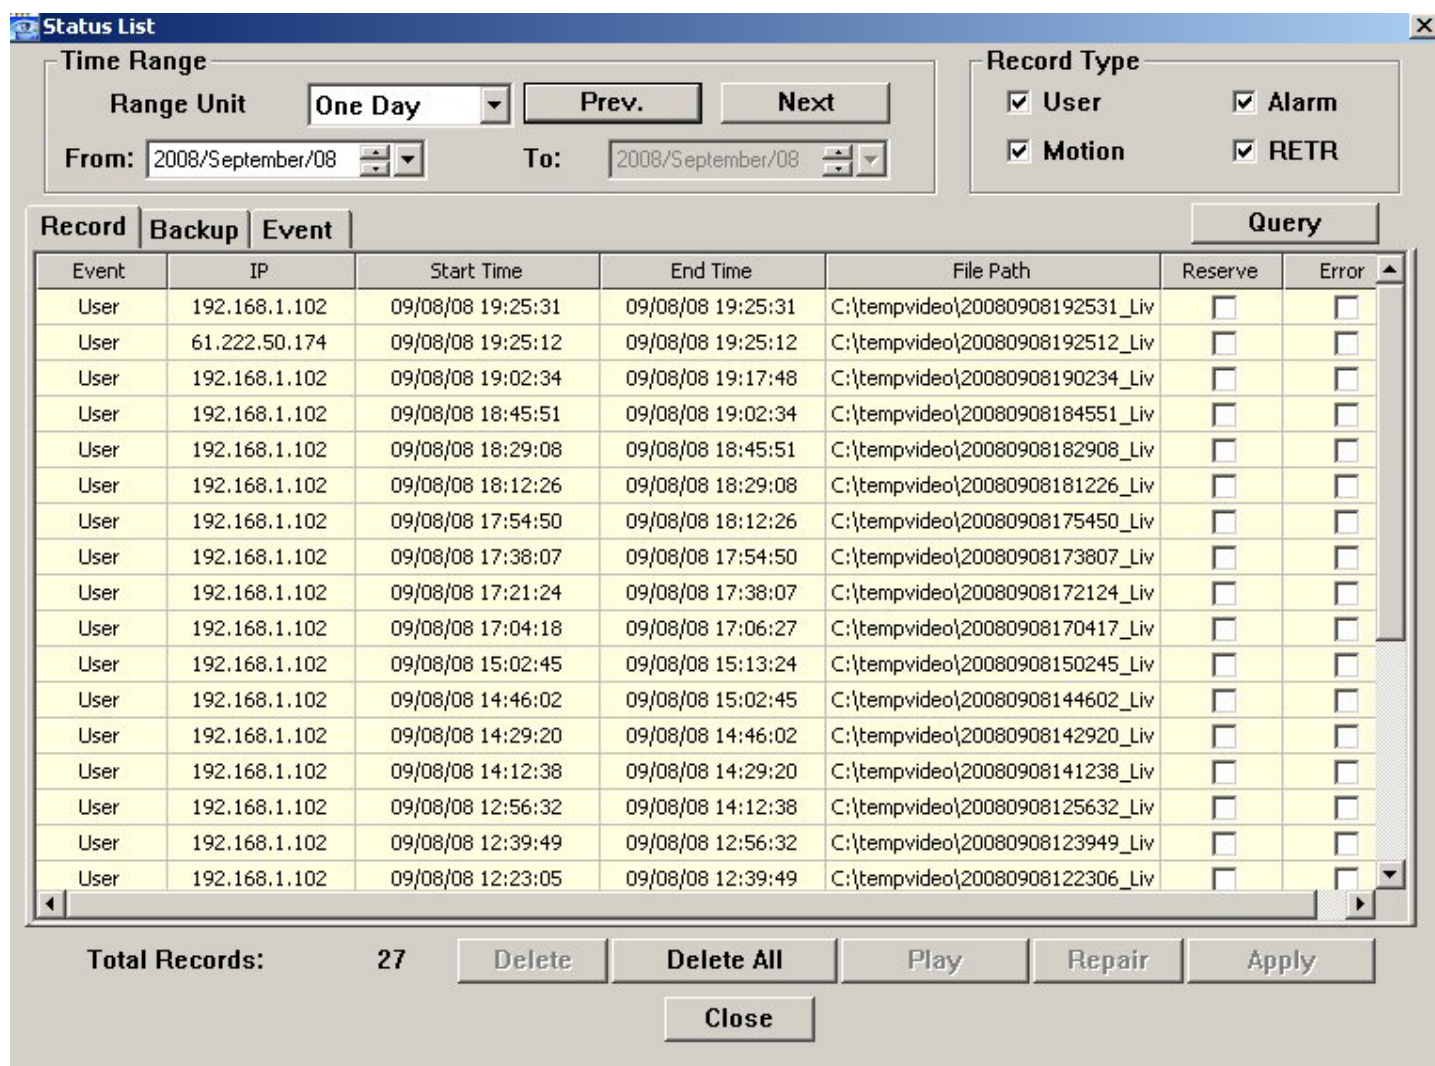 Status List
Time Range
Record Type
Range Unit One Day Prev. Next
User Alarm
From: 2008/September/08 To: 2008/September/08
Motion RETR
Record Backup Event Query
Event IP Start Time End Time File Path Reserve Error
User 192.168.1.102 09/08/08 19:25:31 09/08/08 19:25:31 C:\tempvideo\20080908192531_Liv
User 61.222.50.174 09/08/08 19:25:12 09/08/08 19:25:12 C:\tempvideo\20080908192512_Liv
User 192.168.1.102 09/08/08 19:02:34 09/08/08 19:17:48 C:\tempvideo\20080908190234_Liv
User 192.168.1.102 09/08/08 18:45:51 09/08/08 19:02:34 C:\tempvideo\20080908184551_Liv
User 192.168.1.102 09/08/08 18:29:08 09/08/08 18:45:51 C:\tempvideo\20080908182908_Liv
User 192.168.1.102 09/08/08 18:12:26 09/08/08 18:29:08 C:\tempvideo\20080908181226_Liv
User 192.168.1.102 09/08/08 17:54:50 09/08/08 18:12:26 C:\tempvideo\20080908175450_Liv
User 192.168.1.102 09/08/08 17:38:07 09/08/08 17:54:50 C:\tempvideo\20080908173807_Liv
User 192.168.1.102 09/08/08 17:21:24 09/08/08 17:38:07 C:\tempvideo\20080908172124_Liv
User 192.168.1.102 09/08/08 17:04:18 09/08/08 17:06:27 C:\tempvideo\20080908170417_Liv
User 192.168.1.102 09/08/08 15:02:45 09/08/08 15:13:24 C:\tempvideo\20080908150245_Liv
User 192.168.1.102 09/08/08 14:46:02 09/08/08 15:02:45 C:\tempvideo\20080908144602_Liv
User 192.168.1.102 09/08/08 14:29:20 09/08/08 14:46:02 C:\tempvideo\20080908142920_Liv
User 192.168.1.102 09/08/08 14:12:38 09/08/08 14:29:20 C:\tempvideo\20080908141238_Liv
User 192.168.1.102 09/08/08 12:56:32 09/08/08 14:12:38 C:\tempvideo\20080908125632_Liv
User 192.168.1.102 09/08/08 12:39:49 09/08/08 12:56:32 C:\tempvideo\20080908123949_Liv
User 192.168.1.102 09/08/08 12:23:05 09/08/08 12:39:49 C:\tempvideo\20080908122306_Liv
Total Records: 27 Delete Delete All Play Repair Apply
Close